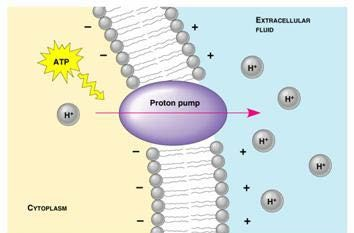 EXTRACELLULAR
FLUID
ATP
H⁺
Proton pump
H⁺
H⁺
H⁺
H⁺
H⁺
CYTOPLASM
− + − + − + − + − +